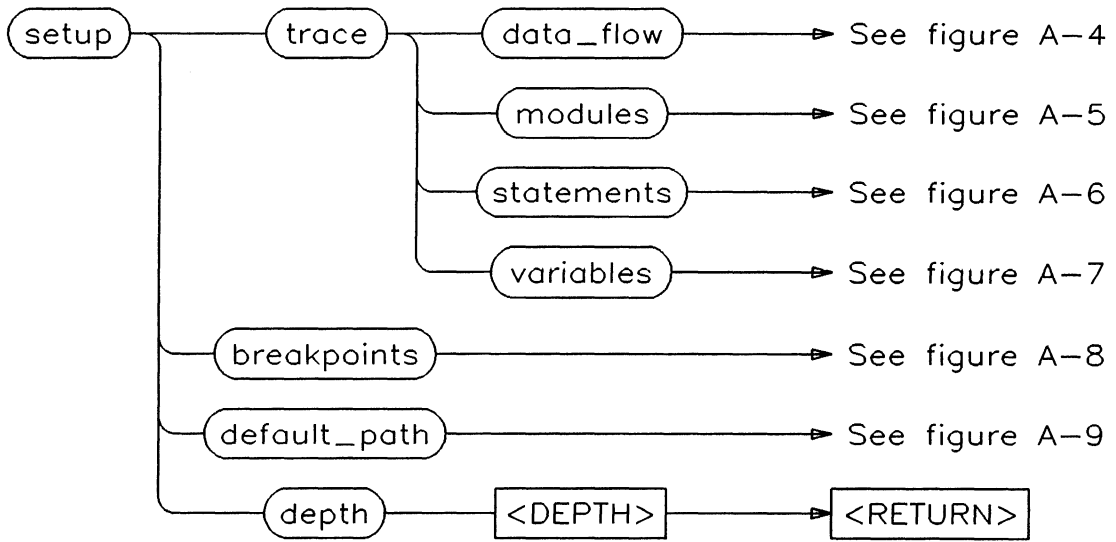 setup trace data_flow See figure A-4
modules See figure A-5
statements See figure A-6
variables See figure A-7
breakpoints See figure A-8
default_path See figure A-9
depth <DEPTH> <RETURN>